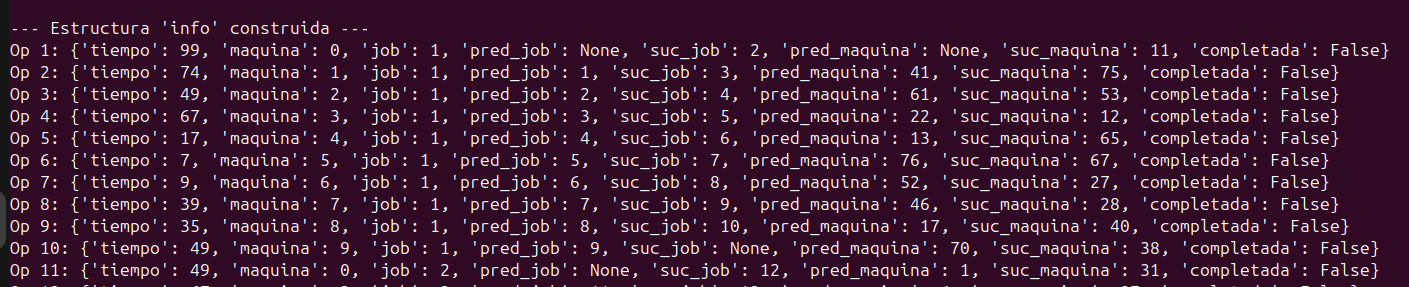 --- Estructura 'info' construida ---
Op 1: {'tiempo': 99, 'maquina': 0, 'job': 1, 'pred_job': None, 'suc_job': 2, 'pred_maquina': None, 'suc_maquina': 11, 'completada': False}
Op 2: {'tiempo': 74, 'maquina': 1, 'job': 1, 'pred_job': 1, 'suc_job': 3, 'pred_maquina': 41, 'suc_maquina': 75, 'completada': False}
Op 3: {'tiempo': 49, 'maquina': 2, 'job': 1, 'pred_job': 2, 'suc_job': 4, 'pred_maquina': 61, 'suc_maquina': 53, 'completada': False}
Op 4: {'tiempo': 67, 'maquina': 3, 'job': 1, 'pred_job': 3, 'suc_job': 5, 'pred_maquina': 22, 'suc_maquina': 12, 'completada': False}
Op 5: {'tiempo': 17, 'maquina': 4, 'job': 1, 'pred_job': 4, 'suc_job': 6, 'pred_maquina': 13, 'suc_maquina': 65, 'completada': False}
Op 6: {'tiempo': 7, 'maquina': 5, 'job': 1, 'pred_job': 5, 'suc_job': 7, 'pred_maquina': 76, 'suc_maquina': 67, 'completada': False}
Op 7: {'tiempo': 9, 'maquina': 6, 'job': 1, 'pred_job': 6, 'suc_job': 8, 'pred_maquina': 52, 'suc_maquina': 27, 'completada': False}
Op 8: {'tiempo': 39, 'maquina': 7, 'job': 1, 'pred_job': 7, 'suc_job': 9, 'pred_maquina': 46, 'suc_maquina': 28, 'completada': False}
Op 9: {'tiempo': 35, 'maquina': 8, 'job': 1, 'pred_job': 8, 'suc_job': 10, 'pred_maquina': 17, 'suc_maquina': 40, 'completada': False}
Op 10: {'tiempo': 49, 'maquina': 9, 'job': 1, 'pred_job': 9, 'suc_job': None, 'pred_maquina': 70, 'suc_maquina': 38, 'completada': False}
Op 11: {'tiempo': 49, 'maquina': 0, 'job': 2, 'pred_job': None, 'suc_job': 12, 'pred_maquina': 1, 'suc_maquina': 31, 'completada': False}